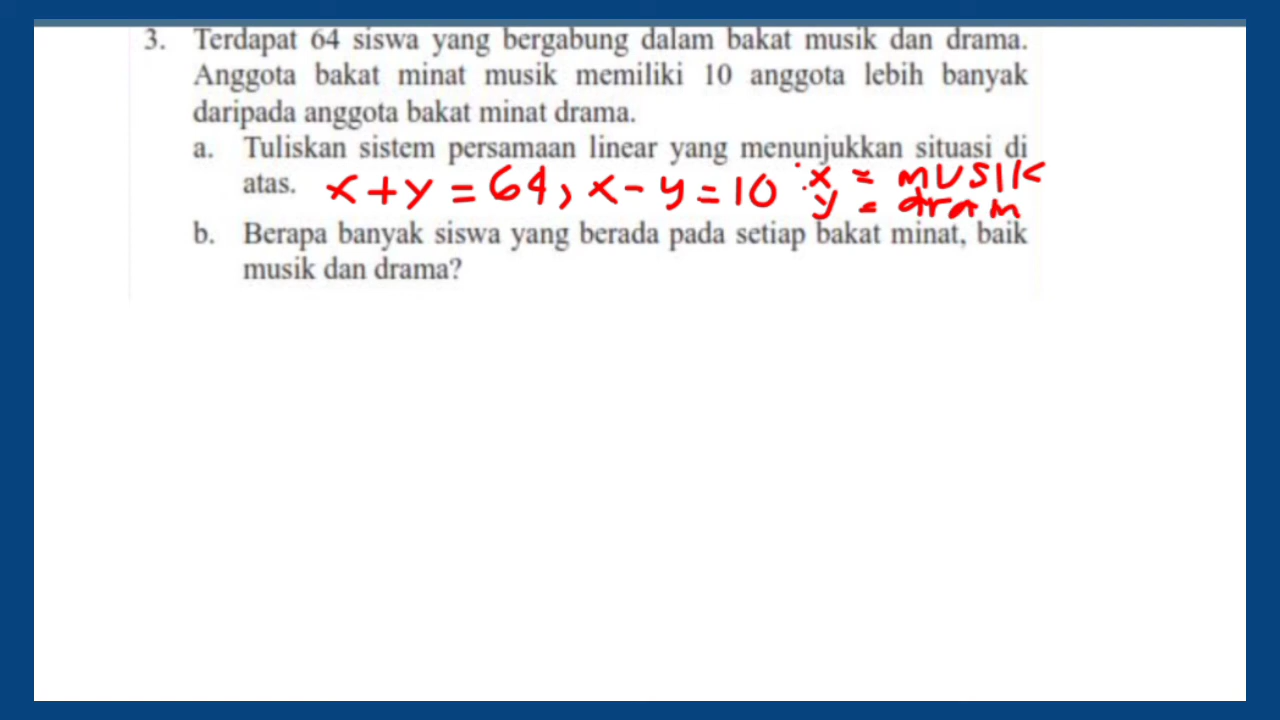 3. Terdapat 64 siswa yang bergabung dalam bakat musik dan drama.
Anggota bakat minat musik memiliki 10 anggota lebih banyak
daripada anggota bakat minat drama.
a. Tuliskan sistem persamaan linear yang menunjukkan situasi di
atas. x+y=64, x-y=10 x = musik
y = dram
b. Berapa banyak siswa yang berada pada setiap bakat minat, baik
musik dan drama?